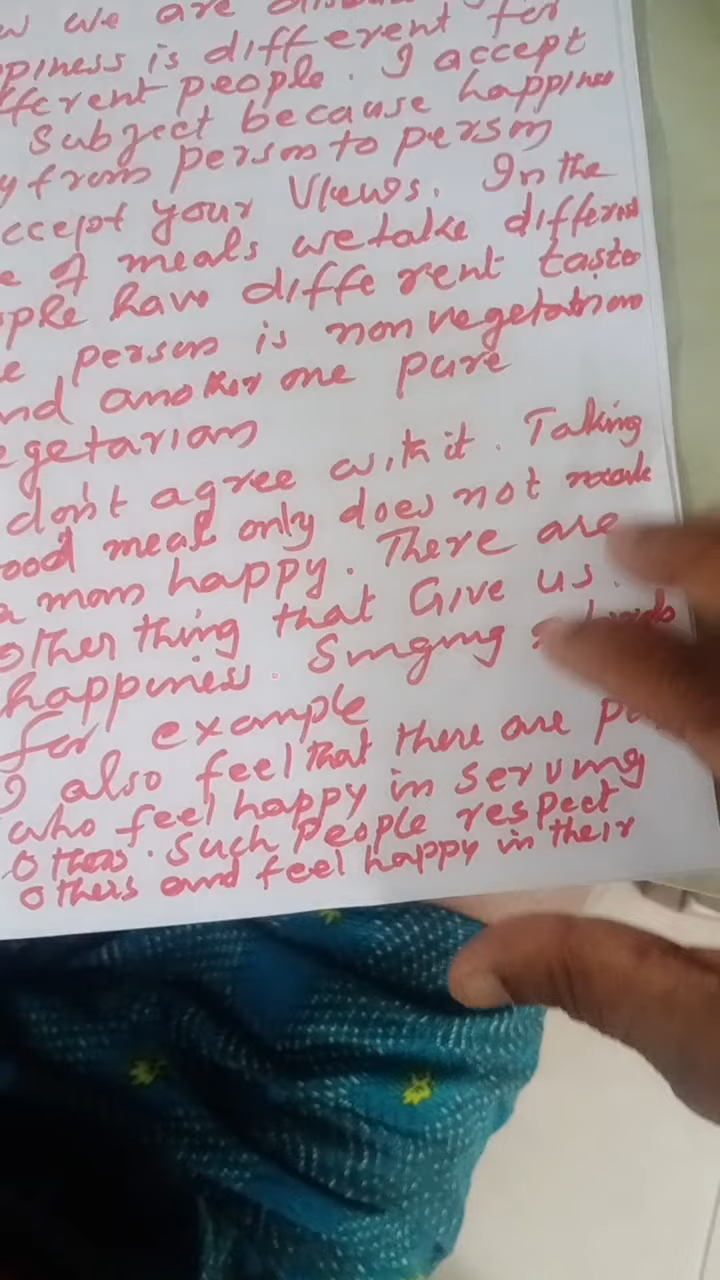 we are
piness is different for
fferent people. I accept
subject because happiness
y from person to person
ccept your views. In the
e of meals we take different
ople have different taste
e person is non vegetarian
nd another one pure
egetarian
don't agree with it. Taking
ood meal only does not make
a man happy. There are
other thing that Give us
happiness. Singing
for example
I also feel that there are
who feel happy in serving
others. Such people respect
others and feel happy in their